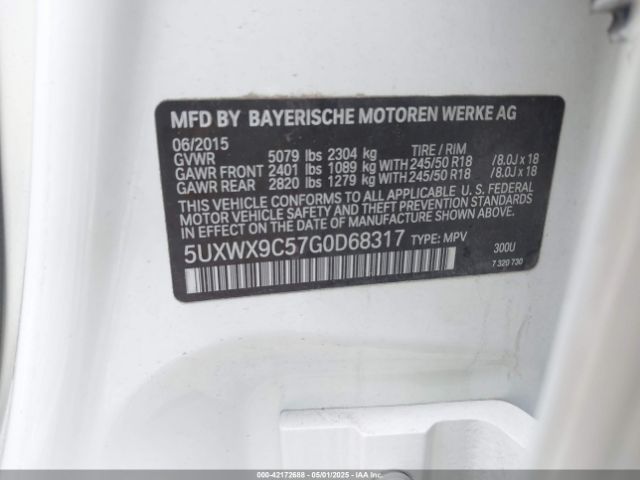 MFD BY BAYERISCHE MOTOREN WERKE AG
06/2015 TIRE / RIM
GVWR 5079 lbs 2304 kg
GAWR FRONT 2401 lbs 1089 kg WITH 245/50 R18 /8.0J x 18
GAWR REAR 2820 lbs 1279 kg WITH 245/50 R18 /8.0J x 18
THIS VEHICLE CONFORMS TO ALL APPLICABLE U. S. FEDERAL
MOTOR VEHICLE SAFETY, BUMPER, AND THEFT PREVENTION
STANDARDS IN EFFECT ON THE DATE OF MANUFACTURE SHOWN ABOVE.
5UXWX9C57G0D68317 TYPE: MPV 300U
7 320 730
000-42172688 - 05/01/2025 - IAA.com